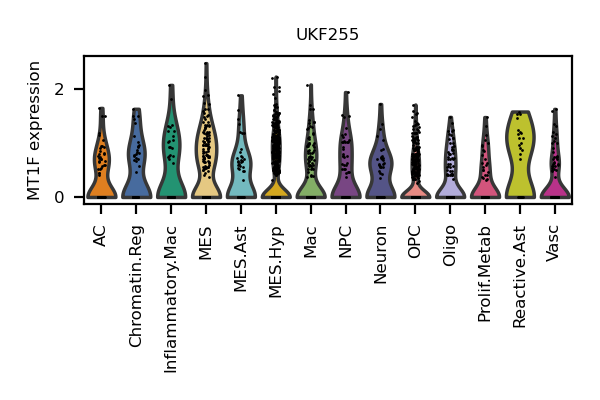 UKF255
MT1F expression
2
0
AC
Chromatin.Reg
Inflammatory.Mac
MES
MES.Ast
MES.Hyp
Mac
NPC
Neuron
OPC
Oligo
Prolif.Metab
Reactive.Ast
Vasc